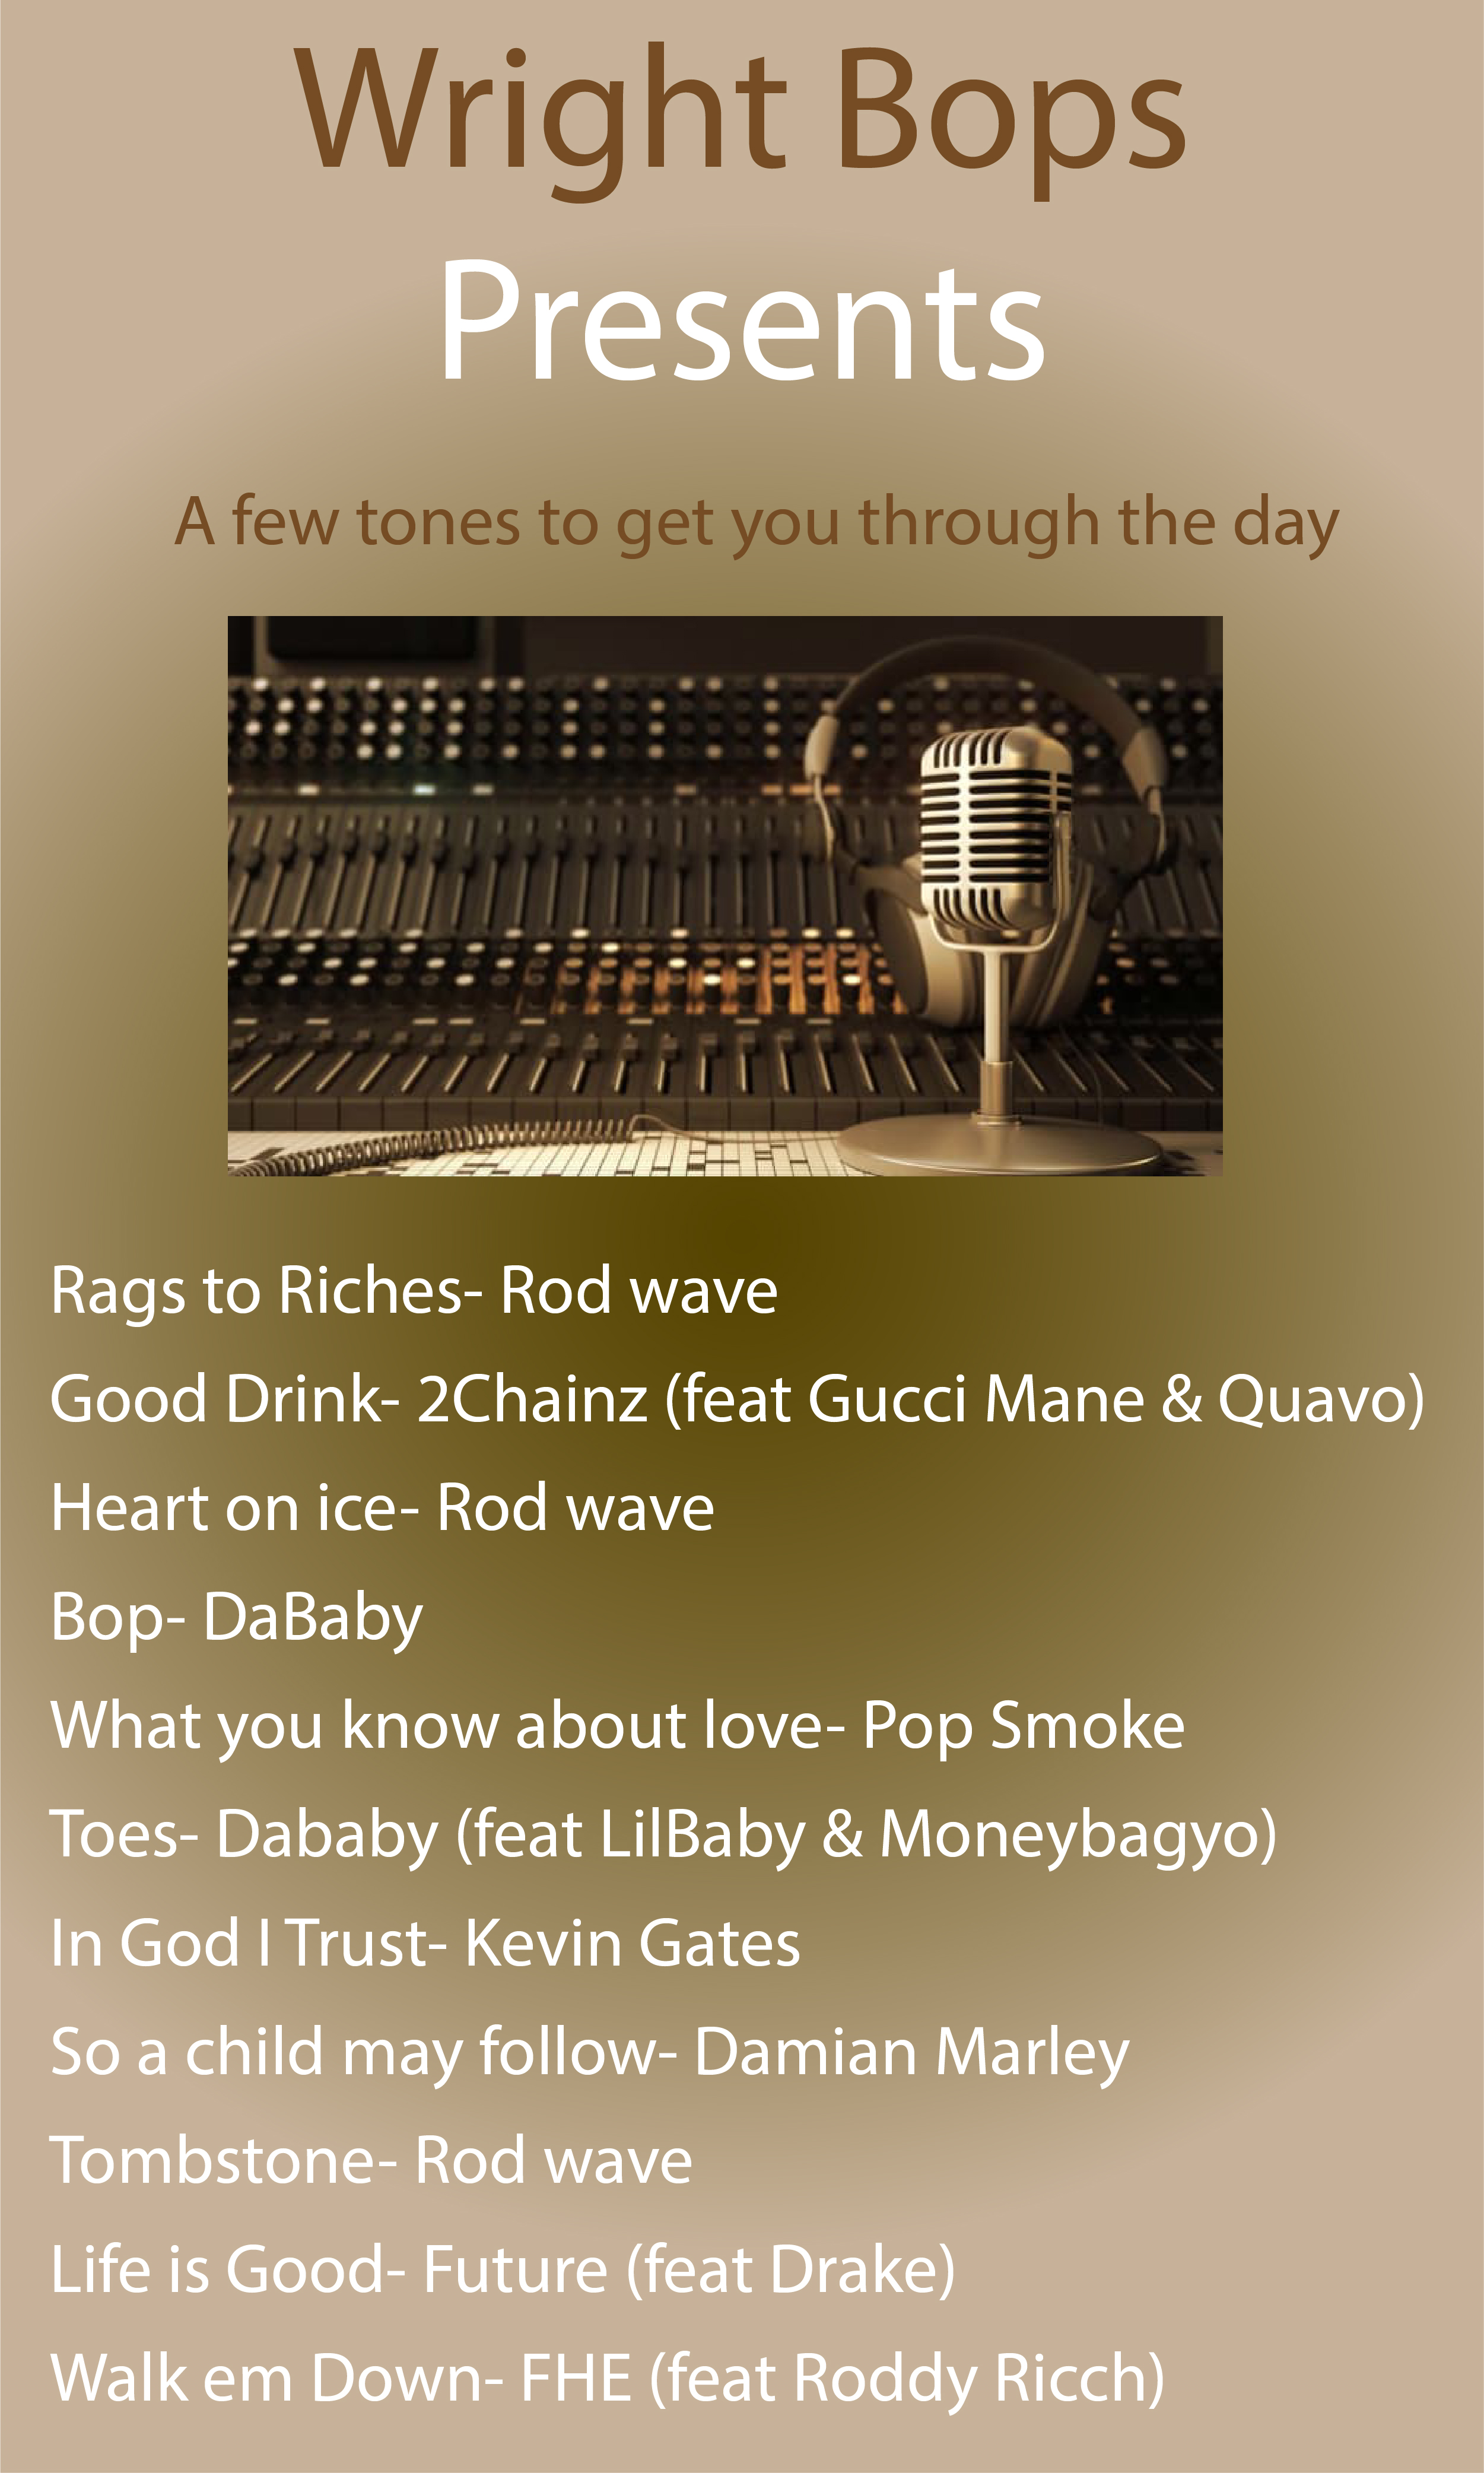 Wright Bops
Presents
A few tones to get you through the day
Rags to Riches- Rod wave
Good Drink- 2Chainz (feat Gucci Mane & Quavo)
Heart on ice- Rod wave
Bop- DaBaby
What you know about love- Pop Smoke
Toes- Dababy (feat LilBaby & Moneybagyo)
In God I Trust- Kevin Gates
So a child may follow- Damian Marley
Tombstone- Rod wave
Life is Good- Future (feat Drake)
Walk em Down- FHE (feat Roddy Ricch)